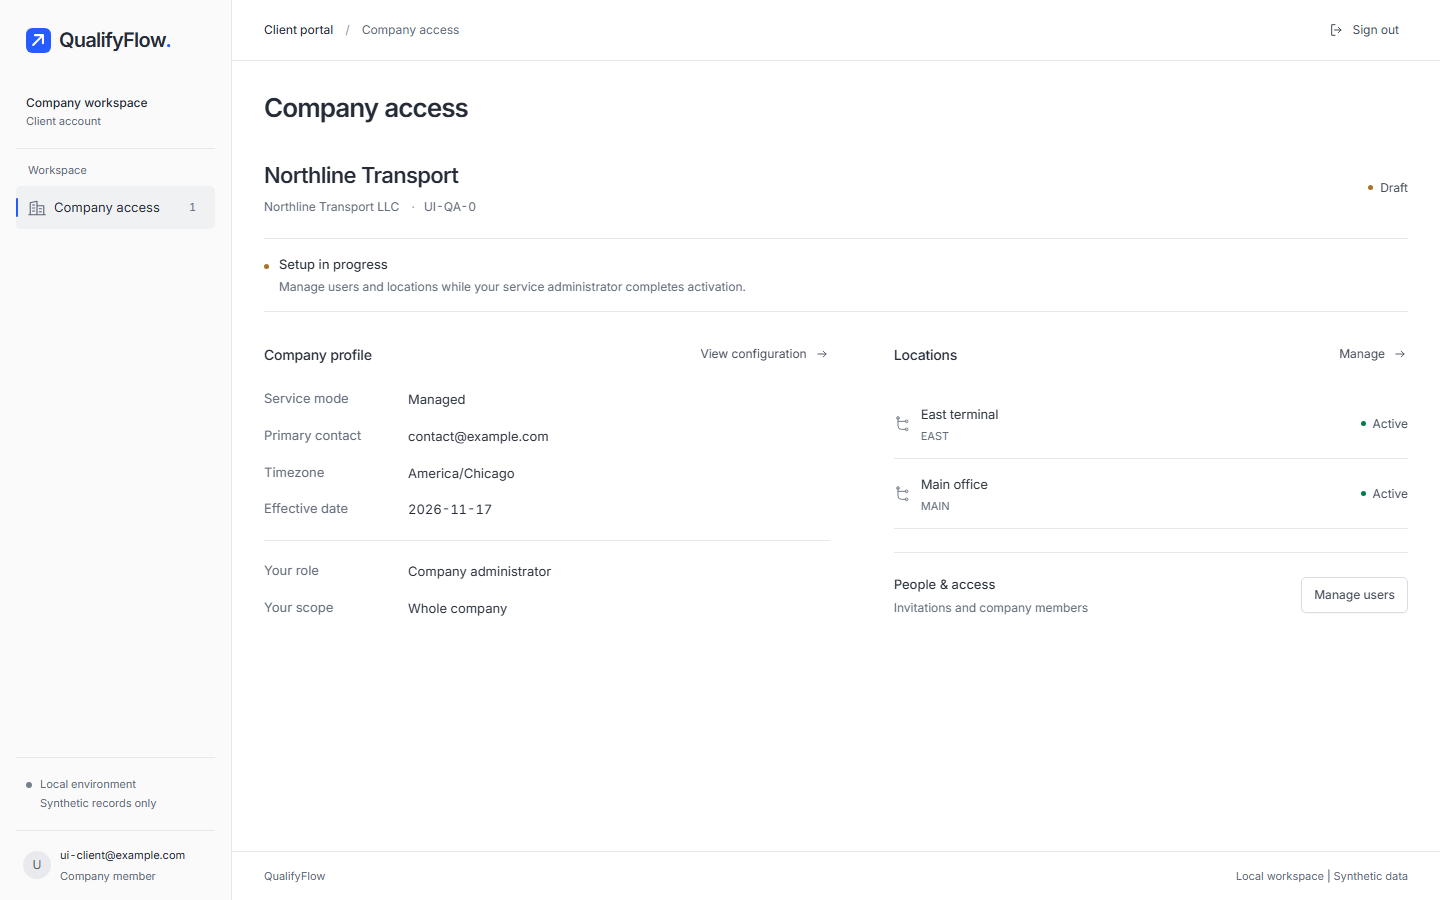 QualifyFlow.
Company workspace
Client account
Workspace
Company access 1
Local environment
Synthetic records only
U
ui-client@example.com
Company member
Client portal / Company access
Sign out
Company access
Northline Transport
Northline Transport LLC · UI-QA-0
Draft
Setup in progress
Manage users and locations while your service administrator completes activation.
Company profile
View configuration →
Service mode Managed
Primary contact contact@example.com
Timezone America/Chicago
Effective date 2026-11-17
Your role Company administrator
Your scope Whole company
Locations
Manage →
East terminal
EAST
Active
Main office
MAIN
Active
People & access
Invitations and company members
Manage users
QualifyFlow
Local workspace | Synthetic data